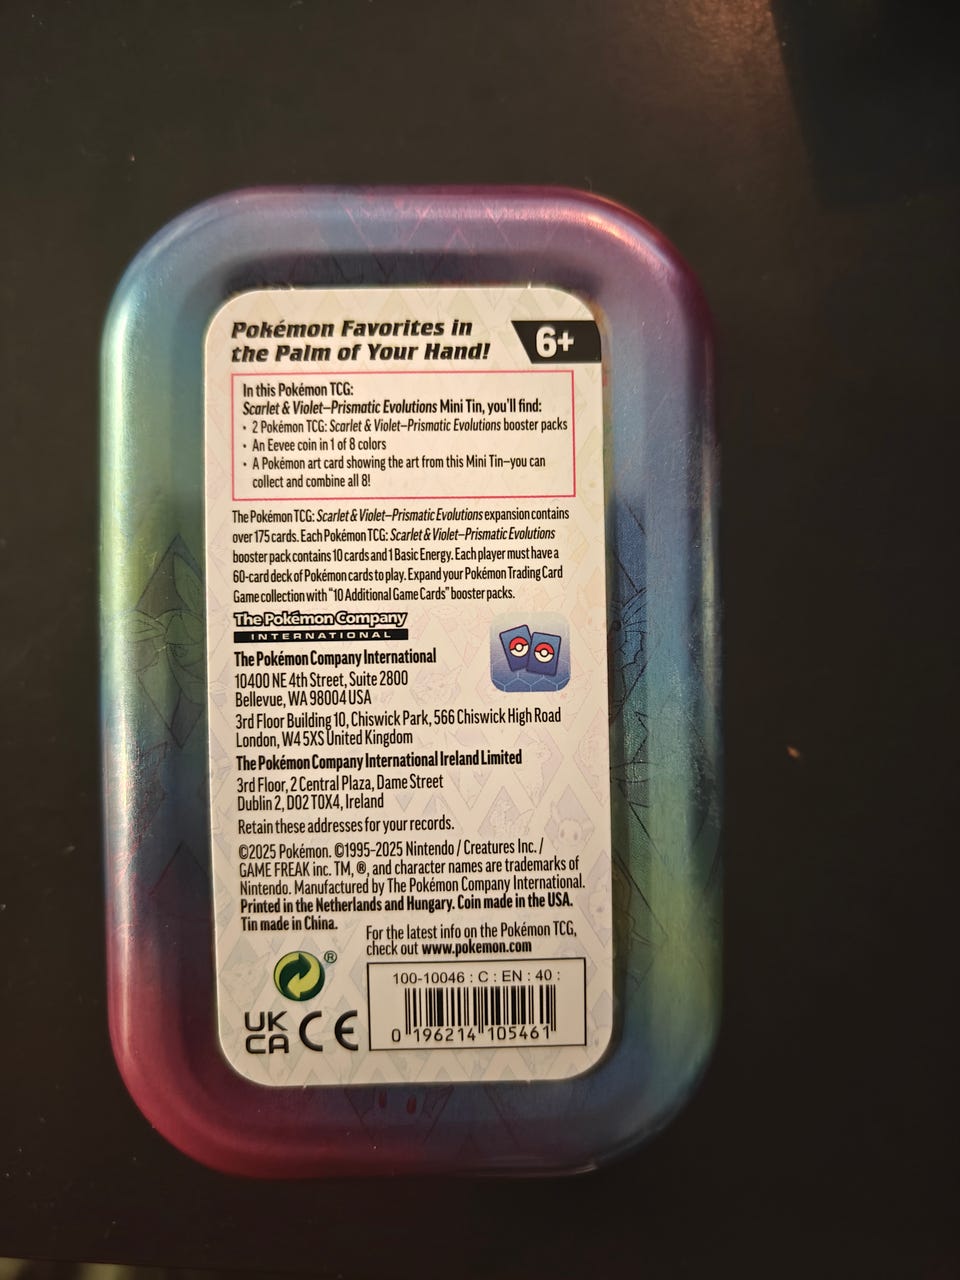 Pokémon Favorites in
the Palm of Your Hand!
6+
In this Pokémon TCG:
Scarlet & Violet–Prismatic Evolutions Mini Tin, you'll find:
• 2 Pokémon TCG: Scarlet & Violet–Prismatic Evolutions booster packs
• An Eevee coin in 1 of 8 colors
• A Pokémon art card showing the art from this Mini Tin–you can
collect and combine all 8!
The Pokémon TCG: Scarlet & Violet–Prismatic Evolutions expansion contains
over 175 cards. Each Pokémon TCG: Scarlet & Violet–Prismatic Evolutions
booster pack contains 10 cards and 1 Basic Energy. Each player must have a
60-card deck of Pokémon cards to play. Expand your Pokémon Trading Card
Game collection with "10 Additional Game Cards" booster packs.
The Pokémon Company
INTERNATIONAL
The Pokémon Company International
10400 NE 4th Street, Suite 2800
Bellevue, WA 98004 USA
3rd Floor Building 10, Chiswick Park, 566 Chiswick High Road
London, W4 5XS United Kingdom
The Pokémon Company International Ireland Limited
3rd Floor, 2 Central Plaza, Dame Street
Dublin 2, D02 T0X4, Ireland
Retain these addresses for your records.
©2025 Pokémon. ©1995–2025 Nintendo / Creatures Inc. /
GAME FREAK inc. TM, ®, and character names are trademarks of
Nintendo. Manufactured by The Pokémon Company International.
Printed in the Netherlands and Hungary. Coin made in the USA.
Tin made in China.
For the latest info on the Pokémon TCG,
check out www.pokemon.com
®
UK
CA
CE
100-10046 : C : EN : 40 :
0 196214 105461